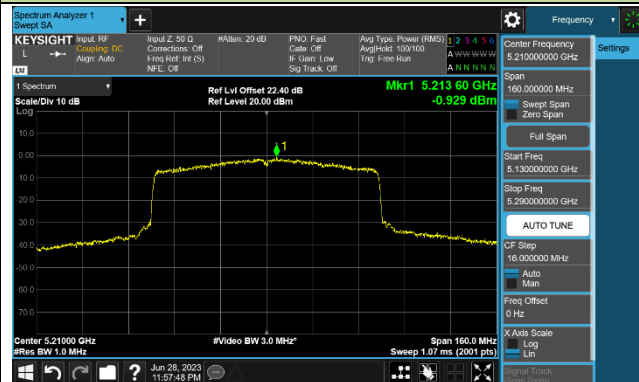 Spectrum Analyzer 1
Swept SA
Frequency
KEYSIGHT
L
LXI
Input: RF
Coupling: DC
Align: Auto
Input Z: 50 Ω
Corrections: Off
Freq Ref: Int (S)
NFE: Off
#Atten: 20 dB
PNO: Fast
Gate: Off
IF Gain: Low
Sig Track: Off
Avg Type: Power (RMS)
Avg|Hold: 100/100
Trig: Free Run
1 2 3 4 5 6
A W W W W W
A N N N N N
1 Spectrum
Scale/Div 10 dB
Log
Ref Lvl Offset 22.40 dB
Ref Level 20.00 dBm
Mkr1 5.213 60 GHz
-0.929 dBm
1
10.0
0.00
-10.0
-20.0
-30.0
-40.0
-50.0
-60.0
-70.0
Center 5.21000 GHz
#Res BW 1.0 MHz
#Video BW 3.0 MHz*
Span 160.0 MHz
Sweep 1.07 ms (2001 pts)
Jun 28, 2023
11:57:48 PM
Center Frequency
5.210000000 GHz
Span
160.000000 MHz
Swept Span
Zero Span
Full Span
Start Freq
5.130000000 GHz
Stop Freq
5.290000000 GHz
AUTO TUNE
CF Step
16.000000 MHz
Auto
Man
Freq Offset
0 Hz
X Axis Scale
Log
Lin
Signal Track
(Span Zoom)
Settings